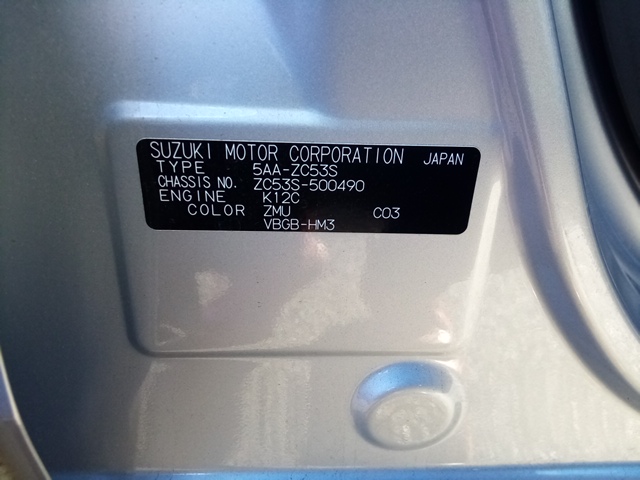 SUZUKI MOTOR CORPORATION JAPAN
TYPE 5AA-ZC53S
CHASSIS NO. ZC53S-500490
ENGINE K12C
COLOR ZMU C03
VBGB-HM3